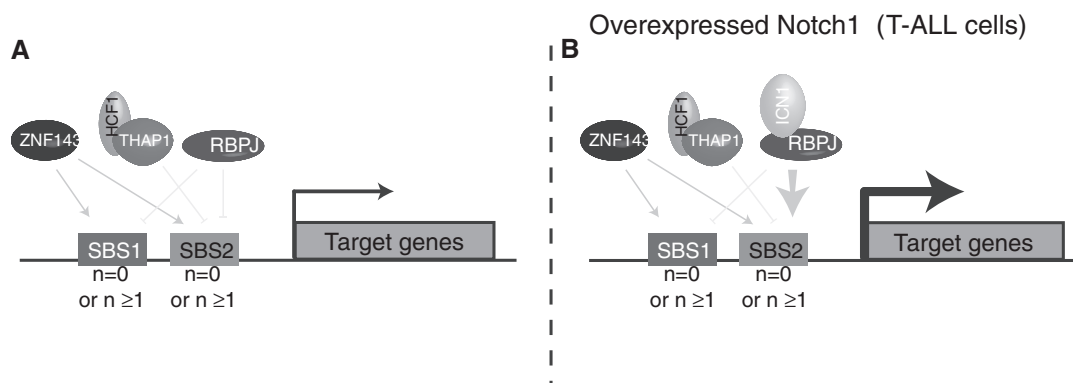 Overexpressed Notch1 (T-ALL cells)
A
ZNF143
HCF1
THAP11
RBPJ
SBS1
SBS2
Target genes
n=0
or n ≥1
n=0
or n ≥1
B
ZNF143
HCF1
THAP1
ICN1
RBPJ
SBS1
SBS2
Target genes
n=0
or n ≥1
n=0
or n ≥1